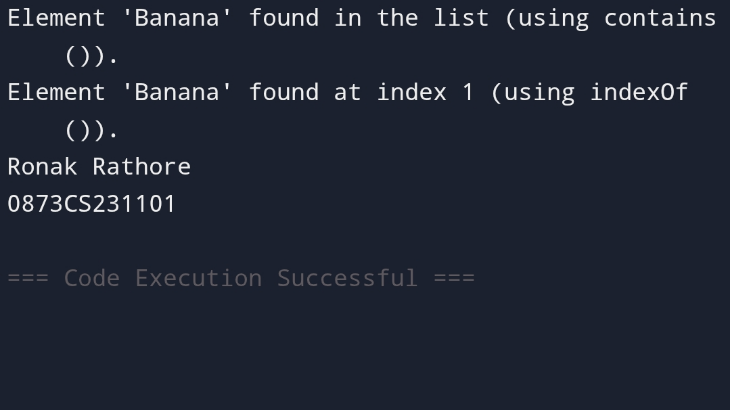 Element 'Banana' found in the list (using contains
()).
Element 'Banana' found at index 1 (using indexOf
()).
Ronak Rathore
0873CS231101
=== Code Execution Successful ===